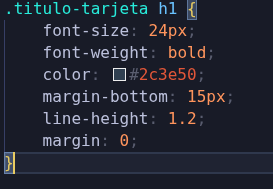 .titulo-tarjeta h1 {
    font-size: 24px;
    font-weight: bold;
    color: #2c3e50;
    margin-bottom: 15px;
    line-height: 1.2;
    margin: 0;
}